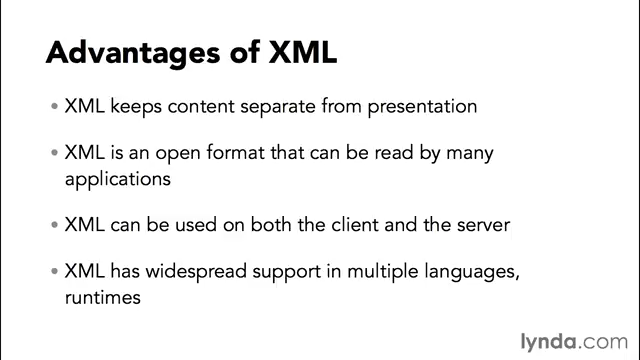 Advantages of XML
• XML keeps content separate from presentation
• XML is an open format that can be read by many
applications
• XML can be used on both the client and the server
• XML has widespread support in multiple languages,
runtimes
lynda.com